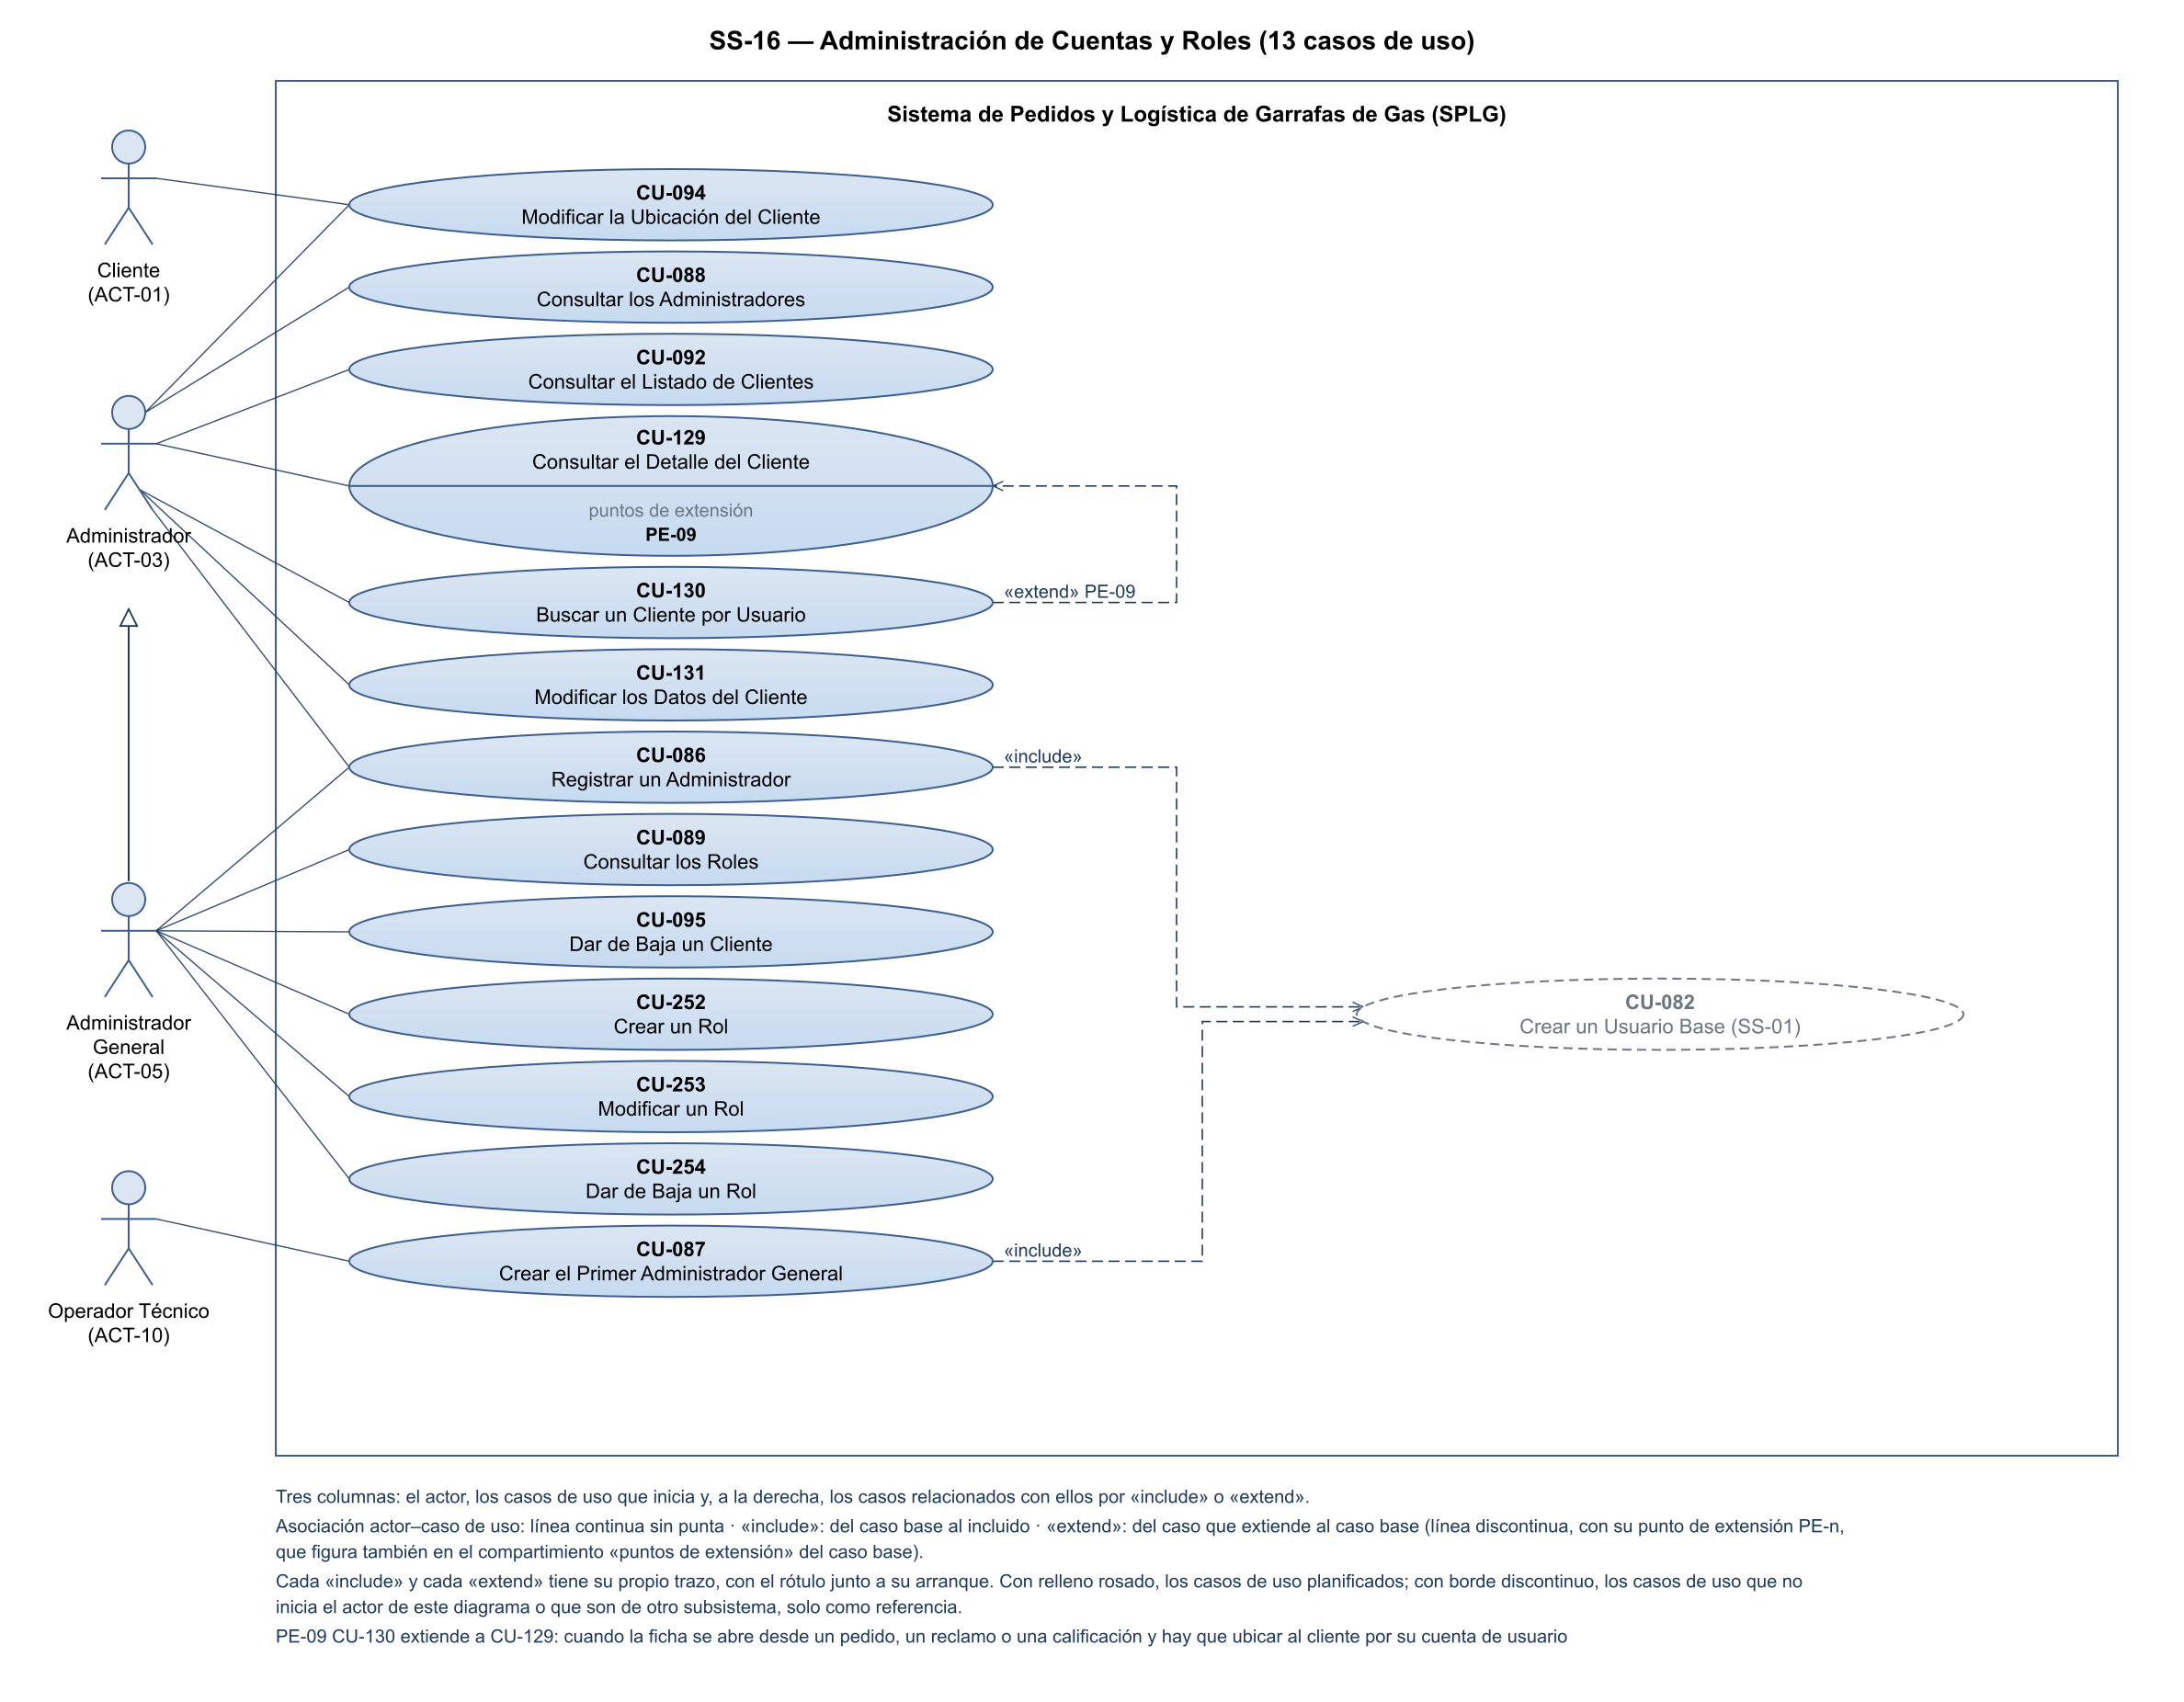 SS-16 — Administración de Cuentas y Roles (13 casos de uso)
Sistema de Pedidos y Logística de Garrafas de Gas (SPLG)
Cliente
(ACT-01)
CU-094
Modificar la Ubicación del Cliente
CU-088
Consultar los Administradores
CU-092
Consultar el Listado de Clientes
Administrador
(ACT-03)
CU-129
Consultar el Detalle del Cliente
puntos de extensión
PE-09
CU-130
Buscar un Cliente por Usuario
«extend» PE-09
CU-131
Modificar los Datos del Cliente
CU-086
Registrar un Administrador
«include»
CU-089
Consultar los Roles
CU-095
Dar de Baja un Cliente
Administrador
General
(ACT-05)
CU-252
Crear un Rol
CU-082
Crear un Usuario Base (SS-01)
CU-253
Modificar un Rol
CU-254
Dar de Baja un Rol
Operador Técnico
(ACT-10)
CU-087
Crear el Primer Administrador General
«include»
Tres columnas: el actor, los casos de uso que inicia y, a la derecha, los casos relacionados con ellos por «include» o «extend».
Asociación actor–caso de uso: línea continua sin punta · «include»: del caso base al incluido · «extend»: del caso que extiende al caso base (línea discontinua, con su punto de extensión PE-n,
que figura también en el compartimiento «puntos de extensión» del caso base).
Cada «include» y cada «extend» tiene su propio trazo, con el rótulo junto a su arranque. Con relleno rosado, los casos de uso planificados; con borde discontinuo, los casos de uso que no
inicia el actor de este diagrama o que son de otro subsistema, solo como referencia.
PE-09 CU-130 extiende a CU-129: cuando la ficha se abre desde un pedido, un reclamo o una calificación y hay que ubicar al cliente por su cuenta de usuario